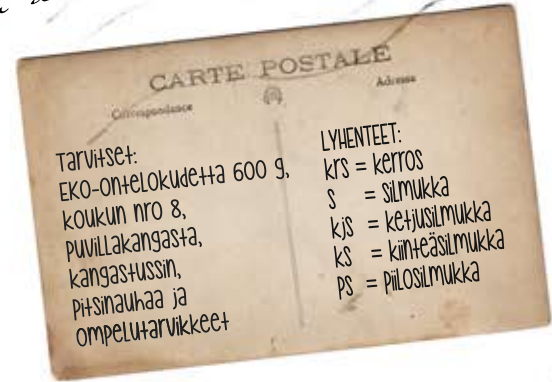 CARTE POSTALE
Correspondance
Adresse
Tarvitset:
EKO-ontelokudetta 600 g,
koukun nro 8,
puvillakangasta,
kangastussin,
pitsinauhaa ja
ompelutarvikkeet
LYHENTEET:
krs = kerros
s = silmukka
kjs = ketjusilmukka
ks = kiinteäsilmukka
ps = piilosilmukka